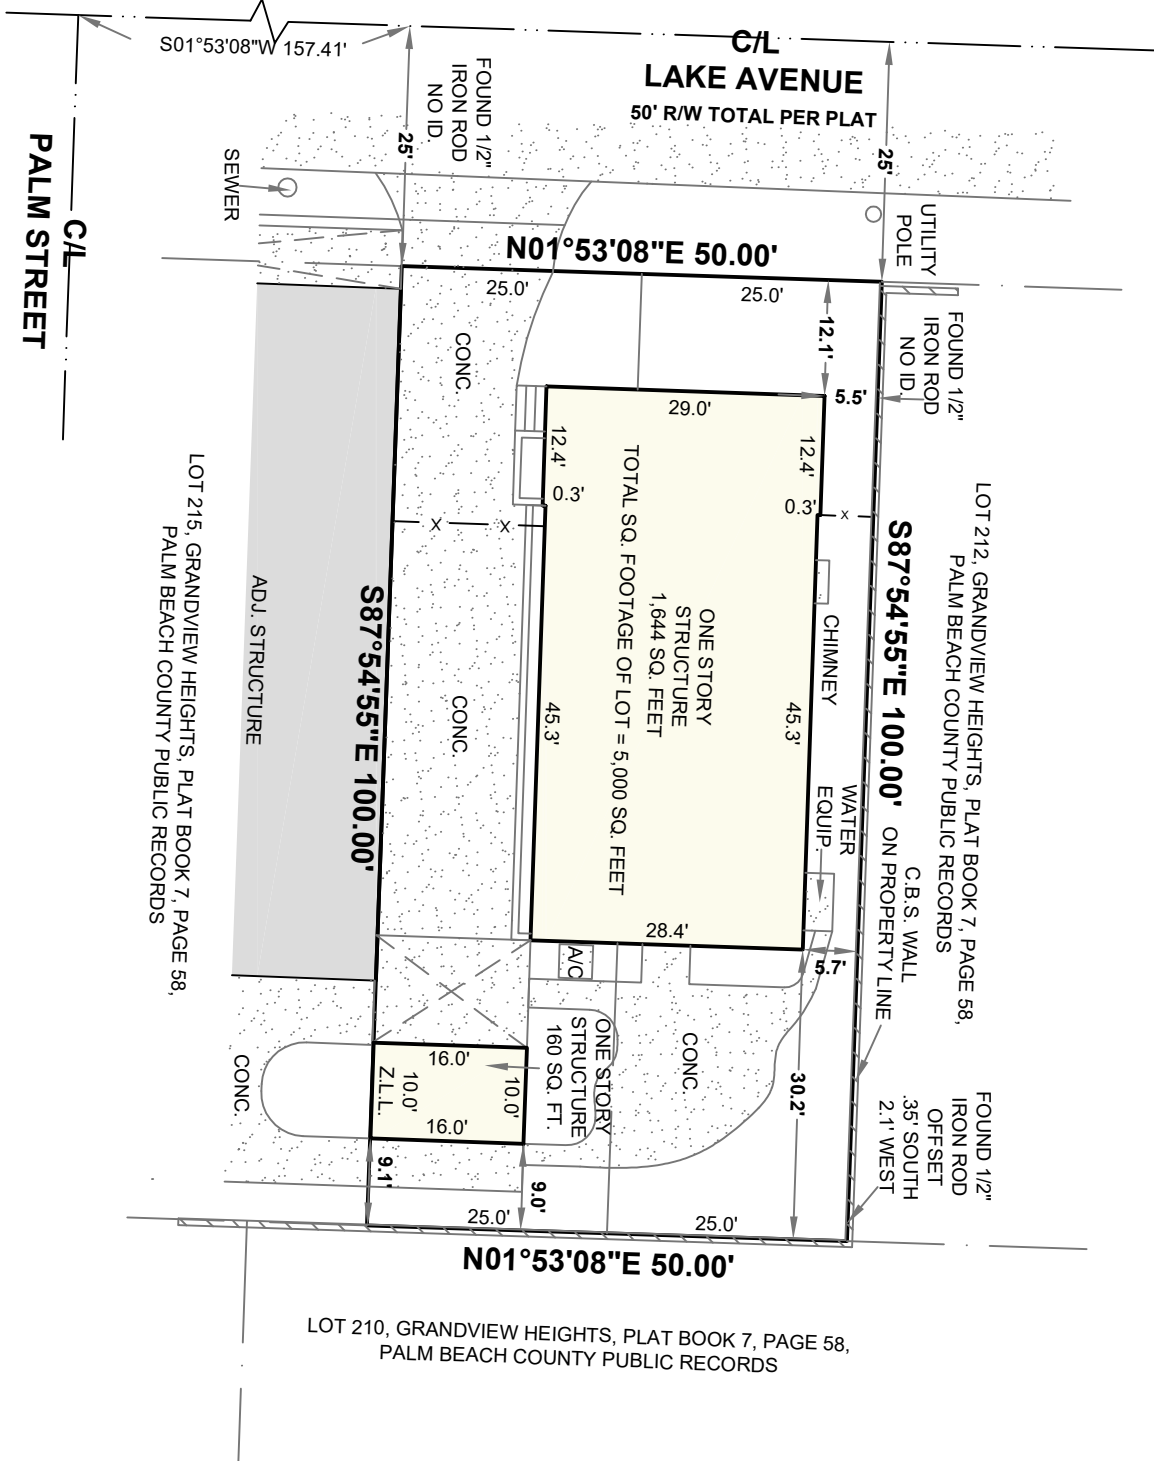 S01°53'08"W 157.41'
C/L
LAKE AVENUE
50' R/W TOTAL PER PLAT
C/L
PALM STREET
FOUND 1/2"
IRON ROD
NO ID.
25'
25'
SEWER
UTILITY
POLE
N01°53'08"E 50.00'
25.0'
25.0'
12.1'
5.5'
FOUND 1/2"
IRON ROD
NO ID.
CONC.
29.0'
12.4'
12.4'
0.3'
0.3'
x
x
x
LOT 212, GRANDVIEW HEIGHTS, PLAT BOOK 7, PAGE 58,
PALM BEACH COUNTY PUBLIC RECORDS
S87°54'55"E 100.00'
CHIMNEY
ONE STORY
STRUCTURE
1,644 SQ. FEET
TOTAL SQ. FOOTAGE OF LOT = 5,000 SQ. FEET
45.3'
45.3'
CONC.
S87°54'55"E 100.00'
ADJ. STRUCTURE
LOT 215, GRANDVIEW HEIGHTS, PLAT BOOK 7, PAGE 58,
PALM BEACH COUNTY PUBLIC RECORDS
WATER
EQUIP.
C.B.S. WALL
ON PROPERTY LINE
28.4'
A/C
5.7'
ONE STORY
STRUCTURE
160 SQ. FT.
CONC.
30.2'
16.0'
10.0'
10.0'
Z.L.L.
16.0'
CONC.
FOUND 1/2"
IRON ROD
OFFSET
.35' SOUTH
2.1' WEST
9.1'
9.0'
25.0'
25.0'
N01°53'08"E 50.00'
LOT 210, GRANDVIEW HEIGHTS, PLAT BOOK 7, PAGE 58,
PALM BEACH COUNTY PUBLIC RECORDS